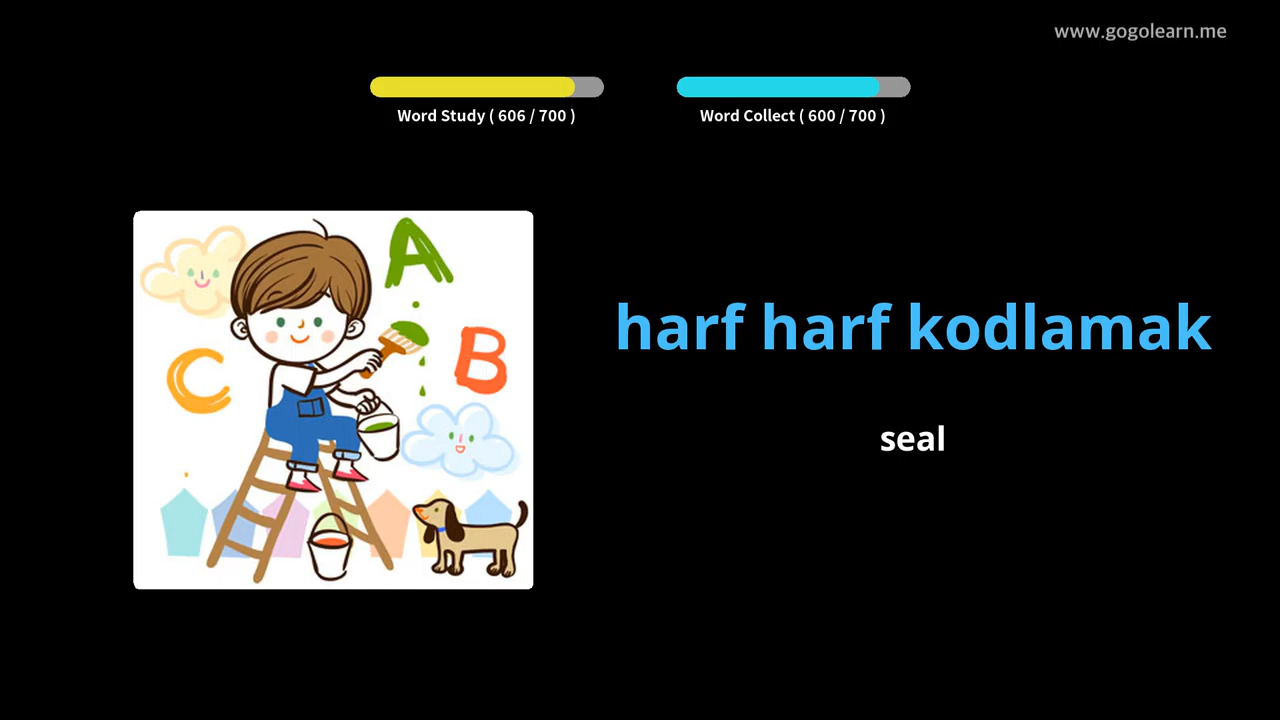 www.gogolearn.me
Word Study ( 606 / 700 )
Word Collect ( 600 / 700 )
A
B
C
harf harf kodlamak
seal